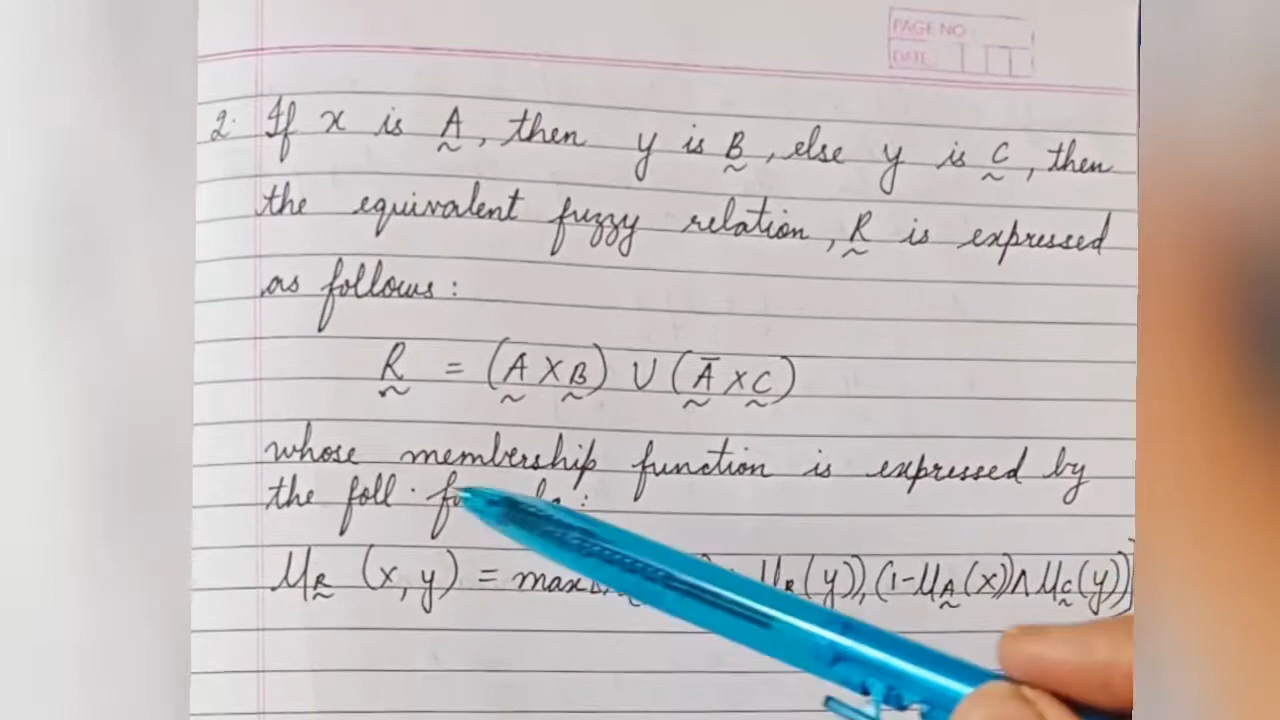 PAGE NO
DATE
2. If x is A̰, then y is B̰, else y is C̰, then
the equivalent fuzzy relation, R̰ is expressed
as follows:
R̰ = (A̰ × B̰) ∪ (A̰̅ × C̰)
whose membership function is expressed by
the foll.
μR̰ (x,y) = max (y)), (1-μA̰(x) ∧ μC̰(y))]